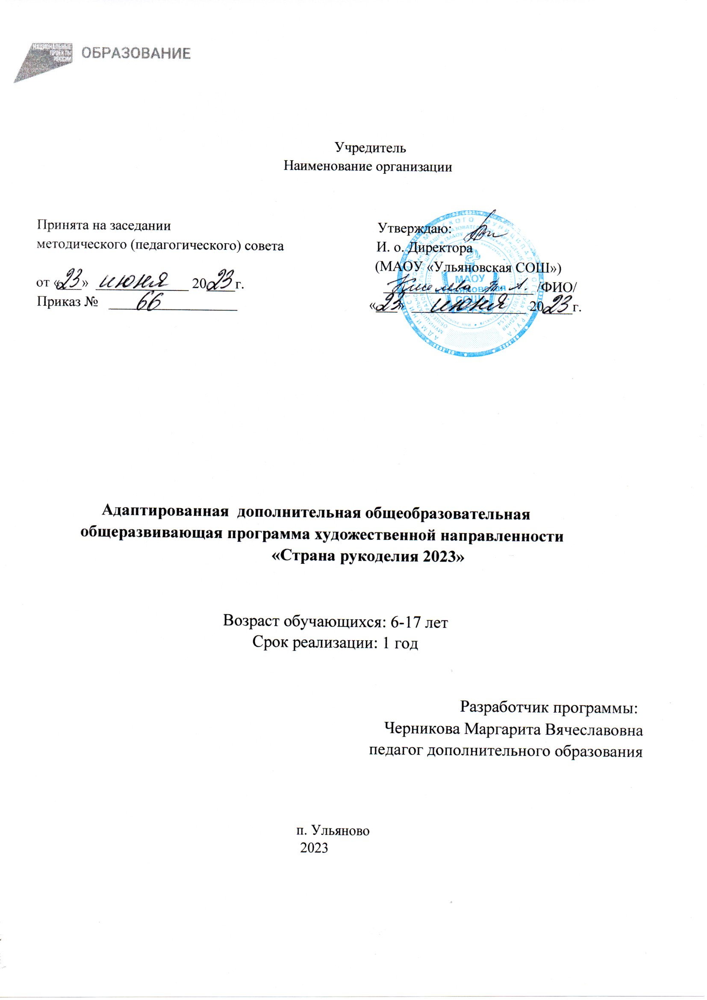 НАЦИОНАЛЬНЫЕ
ПРОЕКТЫ
РОССИИ
ОБРАЗОВАНИЕ
Учредитель
Наименование организации
Принята на заседании
методического (педагогического) совета
от «23» июня 2023 г.
Приказ № 66
Утверждаю:
И. о. Директора
(МАОУ «Ульяновская СОШ»)
Киселева Т. А. /ФИО/
«23» июня 2023 г.
МАОУ
«Ульяновская
СОШ»
Адаптированная дополнительная общеобразовательная
общеразвивающая программа художественной направленности
«Страна рукоделия 2023»
Возраст обучающихся: 6-17 лет
Срок реализации: 1 год
Разработчик программы:
Черникова Маргарита Вячеславовна
педагог дополнительного образования
п. Ульяново
2023